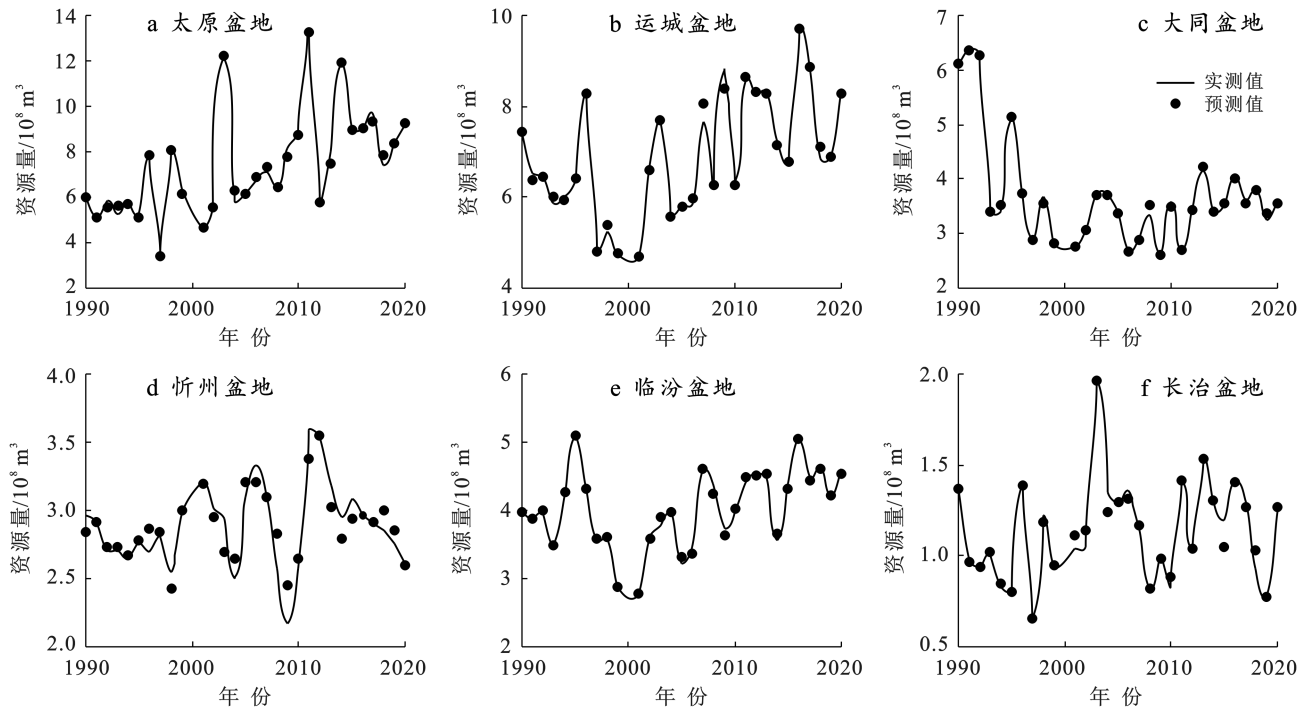 a 太原盆地
14
12
10
8
6
4
2
资源量/10⁸ m³
1990
2000
2010
2020
年 份
b 运城盆地
10
8
6
4
资源量/10⁸ m³
1990
2000
2010
2020
年 份
c 大同盆地
实测值
预测值
7
6
5
4
3
2
资源量/10⁸ m³
1990
2000
2010
2020
年 份
d 忻州盆地
4.0
3.5
3.0
2.5
2.0
资源量/10⁸ m³
1990
2000
2010
2020
年 份
e 临汾盆地
6
5
4
3
2
资源量/10⁸ m³
1990
2000
2010
2020
年 份
f 长治盆地
2.0
1.5
1.0
0.5
资源量/10⁸ m³
1990
2000
2010
2020
年 份